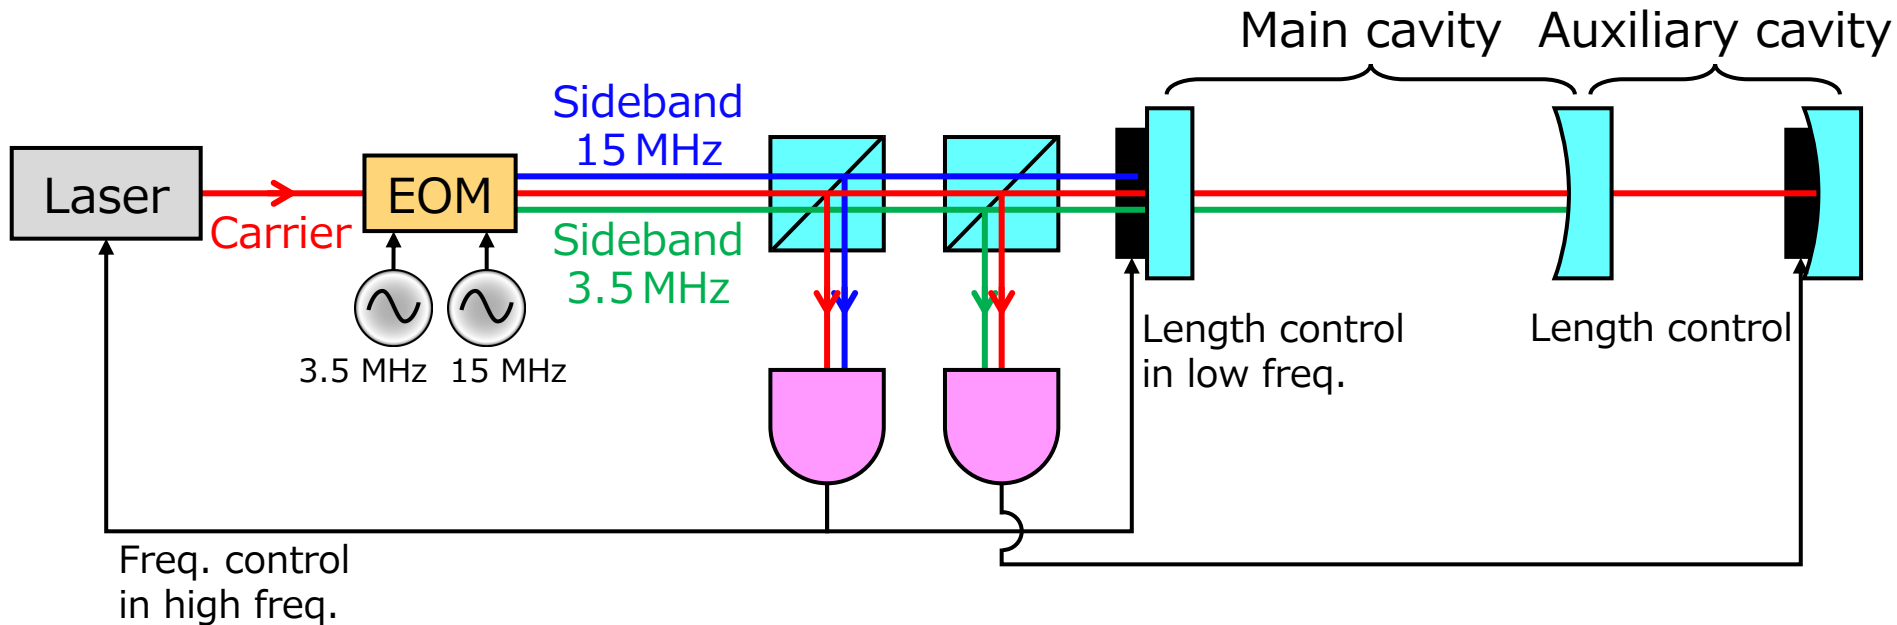 Main cavity
Auxiliary cavity
Sideband
15 MHz
Laser
EOM
Carrier
Sideband
3.5 MHz
3.5 MHz
15 MHz
Length control
in low freq.
Length control
Freq. control
in high freq.